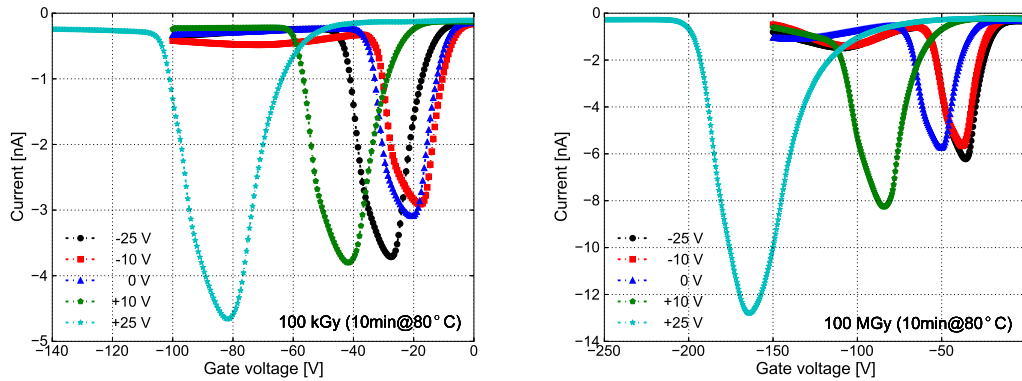 0
−1
−2
−3
−4
−5
Current [nA]
-25 V
-10 V
0 V
+10 V
+25 V
100 kGy (10min@80°C)
−140 −120 −100 −80 −60 −40 −20 0
Gate voltage [V]
0
−2
−4
−6
−8
−10
−12
−14
Current [nA]
-25 V
-10 V
0 V
+10 V
+25 V
100 MGy (10min@80°C)
−250 −200 −150 −100 −50
Gate voltage [V]